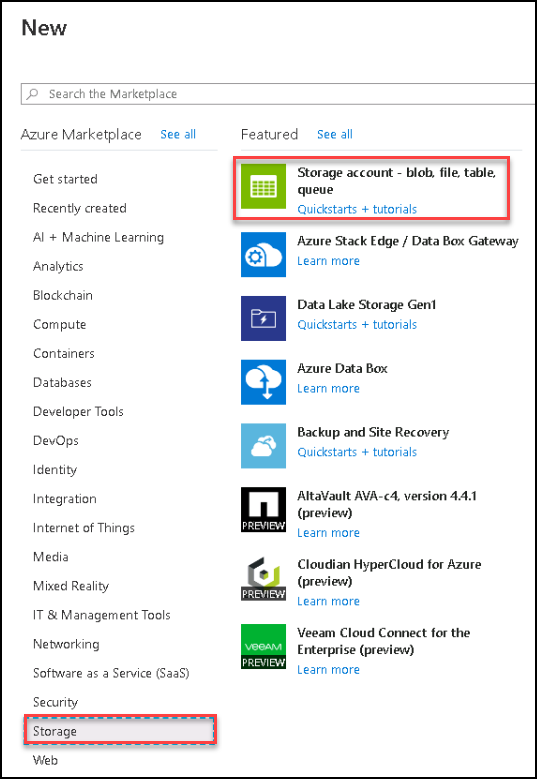 New
Search the Marketplace
Azure Marketplace See all
Get started
Recently created
AI + Machine Learning
Analytics
Blockchain
Compute
Containers
Databases
Developer Tools
DevOps
Identity
Integration
Internet of Things
Media
Mixed Reality
IT & Management Tools
Networking
Software as a Service (SaaS)
Security
Storage
Web
Featured See all
Storage account - blob, file, table,
queue
Quickstarts + tutorials
Azure Stack Edge / Data Box Gateway
Learn more
Data Lake Storage Gen1
Quickstarts + tutorials
Azure Data Box
Learn more
Backup and Site Recovery
Quickstarts + tutorials
PREVIEW
AltaVault AVA-c4, version 4.4.1
(preview)
Learn more
PREVIEW
Cloudian HyperCloud for Azure
(preview)
Learn more
VEEAM
PREVIEW
Veeam Cloud Connect for the
Enterprise (preview)
Learn more